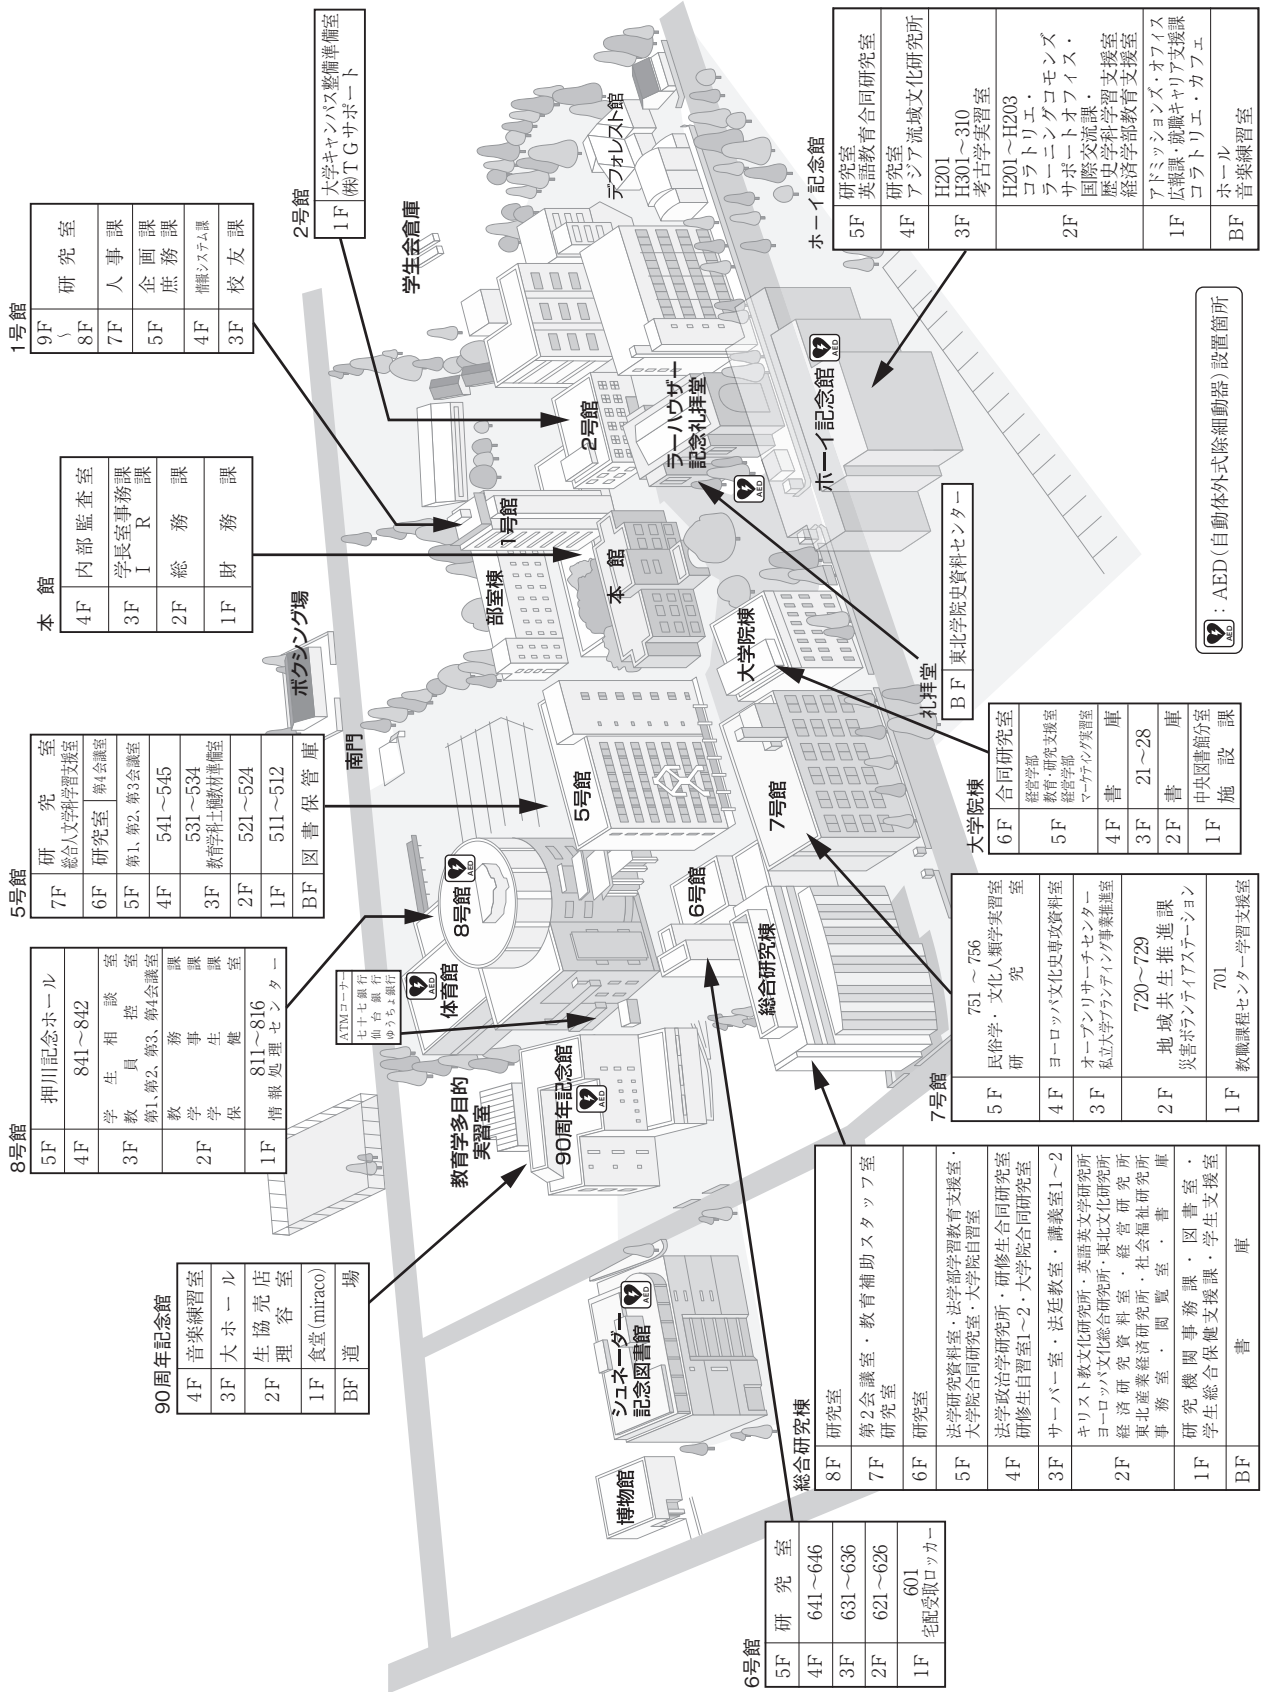 1号館
9F
〜
8F
研究室
7F 人事課
5F 企画課
庶務課
4F 情報システム課
3F 校友課
2号館
1F 大学キャンパス整備準備室
㈱TGサポート
本館
4F 内部監査室
3F 学長室事務課
IR課
2F 総務課
1F 財務課
5号館
7F 研究室
総合人文学科学習支援室
6F 研究室 第4会議室
5F 第1、第2、第3会議室
4F 541〜545
3F 531〜534
教育学科土樋教材準備室
2F 521〜524
1F 511〜512
BF 図書保管庫
8号館
5F 押川記念ホール
4F 841〜842
3F 学生相談室
教員控室
第1、第2、第3、第4会議室
2F 教務課
学事課
学生課
保健室
1F 811〜816
情報処理センター
90周年記念館
4F 音楽練習室
3F 大ホール
2F 生協売店
理容室
1F 食堂(miraco)
BF 道場
ATMコーナー
七十七銀行
仙台銀行
ゆうちょ銀行
学生会倉庫
デフォレスト館
2号館
ラーハウザー
記念礼拝堂
AED
ホーイ記念館
AED
1号館
部室棟
本館
ボクシング場
南門
大学院棟
5号館
7号館
8号館
AED
体育館
AED
6号館
総合研究棟
教育学多目的
実習室
90周年記念館
AED
シュネーダー
記念図書館
AED
博物館
ホーイ記念館
5F 研究室
英語教育合同研究室
4F 研究室
アジア流域文化研究所
3F H201
H301〜310
考古学実習室
2F H201〜H203
コラトリエ・
ラーニングコモンズ
サポートオフィス・
国際交流課・
歴史学科学習支援室
経済学部教育支援室
1F アドミッションズ・オフィス
広報課・就職キャリア支援課
コラトリエ・カフェ
BF ホール
音楽練習室
礼拝堂
BF 東北学院史資料センター
大学院棟
6F 合同研究室
5F 経営学部
教育・研究支援室
経営学部
マーケティング実習室
4F 書庫
3F 21〜28
2F 書庫
1F 中央図書館分室
施設課
7号館
5F 751〜756
民俗学・文化人類学実習室
研究室
4F ヨーロッパ文化史専攻資料室
3F オープンリサーチセンター
私立大学ブランディング事業推進室
2F 720〜729
地域共生推進課
災害ボランティアステーション
1F 701
教職課程センター学習支援室
総合研究棟
8F 研究室
7F 第2会議室・教育補助スタッフ室
研究室
6F 研究室
5F 法学研究資料室・法学部学習教育支援室・
大学院合同研究室・大学院自習室
4F 法学政治学研究所・研修生合同研究室
研修生自習室1〜2・大学院合同研究室
3F サーバー室・法廷教室・講義室1〜2
2F キリスト教文化研究所・英語英文学研究所
ヨーロッパ文化総合研究所・東北文化研究所
経済研究資料室・経営研究所
東北産業経済研究所・社会福祉研究所
事務室・閲覧室・書庫
1F 研究機関事務課・図書室・
学生総合保健支援課・学生支援室
BF 書庫
6号館
5F 研究室
4F 641〜646
3F 631〜636
2F 621〜626
1F 601
宅配受取ロッカー
AED：AED（自動体外式除細動器）設置箇所